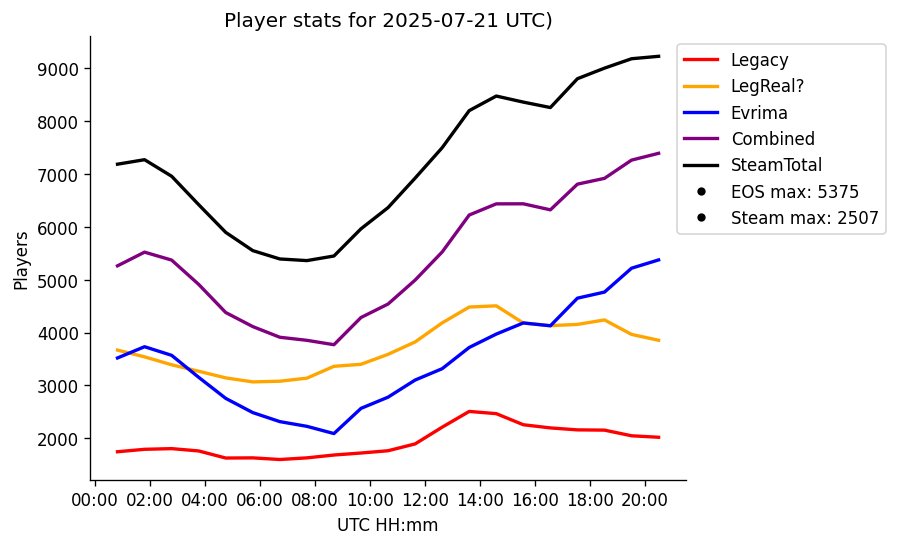 Player stats for 2025-07-21 UTC)
Players
9000
8000
7000
6000
5000
4000
3000
2000
00:00 02:00 04:00 06:00 08:00 10:00 12:00 14:00 16:00 18:00 20:00
UTC HH:mm
Legacy
LegReal?
Evrima
Combined
SteamTotal
EOS max: 5375
Steam max: 2507